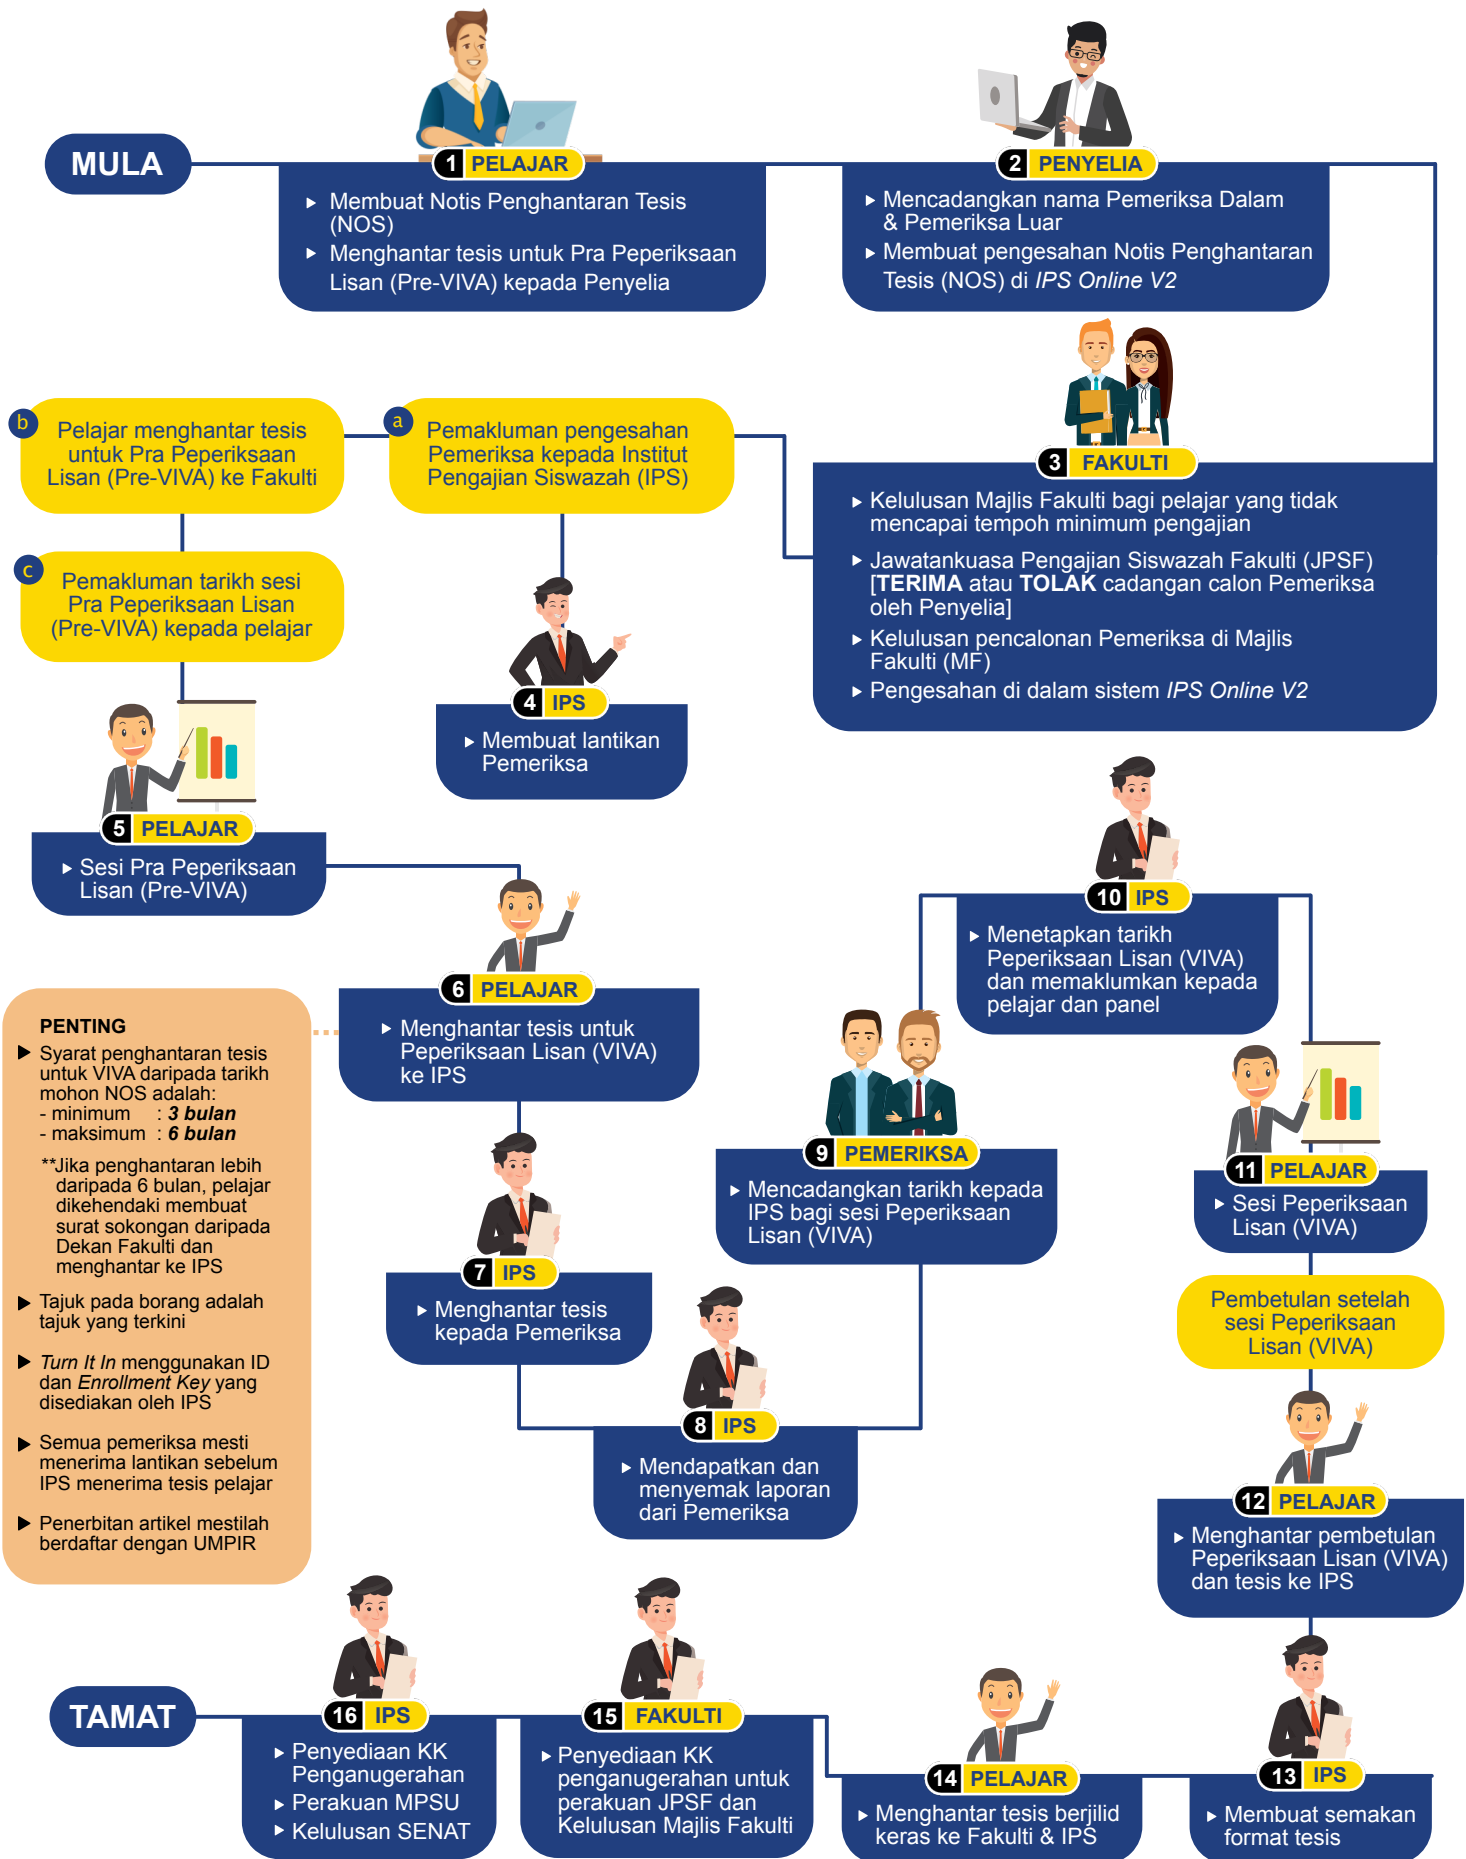 MULA
1 PELAJAR
▸ Membuat Notis Penghantaran Tesis
(NOS)
▸ Menghantar tesis untuk Pra Peperiksaan
Lisan (Pre-VIVA) kepada Penyelia
2 PENYELIA
▸ Mencadangkan nama Pemeriksa Dalam
& Pemeriksa Luar
▸ Membuat pengesahan Notis Penghantaran
Tesis (NOS) di IPS Online V2
3 FAKULTI
▸ Kelulusan Majlis Fakulti bagi pelajar yang tidak
mencapai tempoh minimum pengajian
▸ Jawatankuasa Pengajian Siswazah Fakulti (JPSF)
[TERIMA atau TOLAK cadangan calon Pemeriksa
oleh Penyelia]
▸ Kelulusan pencalonan Pemeriksa di Majlis
Fakulti (MF)
▸ Pengesahan di dalam sistem IPS Online V2
a
Pemakluman pengesahan
Pemeriksa kepada Institut
Pengajian Siswazah (IPS)
b
Pelajar menghantar tesis
untuk Pra Peperiksaan
Lisan (Pre-VIVA) ke Fakulti
c
Pemakluman tarikh sesi
Pra Peperiksaan Lisan
(Pre-VIVA) kepada pelajar
4 IPS
▸ Membuat lantikan
Pemeriksa
5 PELAJAR
▸ Sesi Pra Peperiksaan
Lisan (Pre-VIVA)
6 PELAJAR
▸ Menghantar tesis untuk
Peperiksaan Lisan (VIVA)
ke IPS
PENTING
▸ Syarat penghantaran tesis
untuk VIVA daripada tarikh
mohon NOS adalah:
- minimum : 3 bulan
- maksimum : 6 bulan
**Jika penghantaran lebih
daripada 6 bulan, pelajar
dikehendaki membuat
surat sokongan daripada
Dekan Fakulti dan
menghantar ke IPS
▸ Tajuk pada borang adalah
tajuk yang terkini
▸ Turn It In menggunakan ID
dan Enrollment Key yang
disediakan oleh IPS
▸ Semua pemeriksa mesti
menerima lantikan sebelum
IPS menerima tesis pelajar
▸ Penerbitan artikel mestilah
berdaftar dengan UMPIR
7 IPS
▸ Menghantar tesis
kepada Pemeriksa
8 IPS
▸ Mendapatkan dan
menyemak laporan
dari Pemeriksa
9 PEMERIKSA
▸ Mencadangkan tarikh kepada
IPS bagi sesi Peperiksaan
Lisan (VIVA)
10 IPS
▸ Menetapkan tarikh
Peperiksaan Lisan (VIVA)
dan memaklumkan kepada
pelajar dan panel
11 PELAJAR
▸ Sesi Peperiksaan
Lisan (VIVA)
Pembetulan setelah
sesi Peperiksaan
Lisan (VIVA)
12 PELAJAR
▸ Menghantar pembetulan
Peperiksaan Lisan (VIVA)
dan tesis ke IPS
13 IPS
▸ Membuat semakan
format tesis
14 PELAJAR
▸ Menghantar tesis berjilid
keras ke Fakulti & IPS
15 FAKULTI
▸ Penyediaan KK
penganugerahan untuk
perakuan JPSF dan
Kelulusan Majlis Fakulti
16 IPS
▸ Penyediaan KK
Penganugerahan
▸ Perakuan MPSU
▸ Kelulusan SENAT
TAMAT